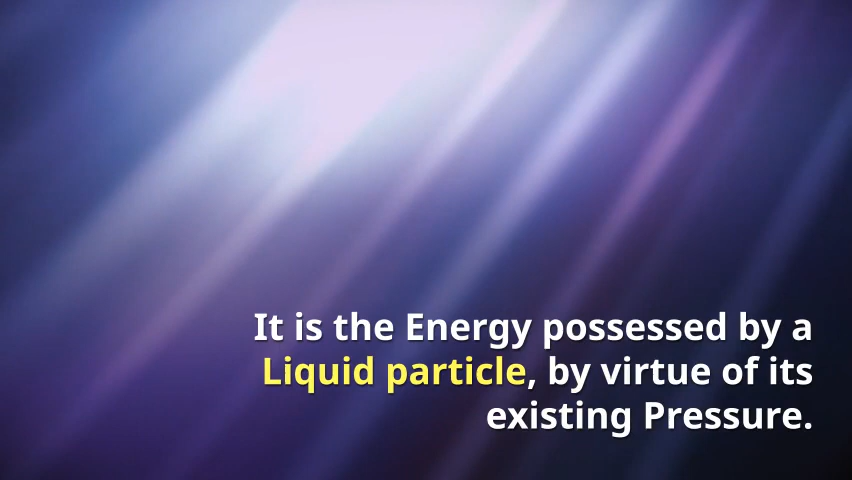 It is the Energy possessed by a
Liquid particle, by virtue of its
existing Pressure.